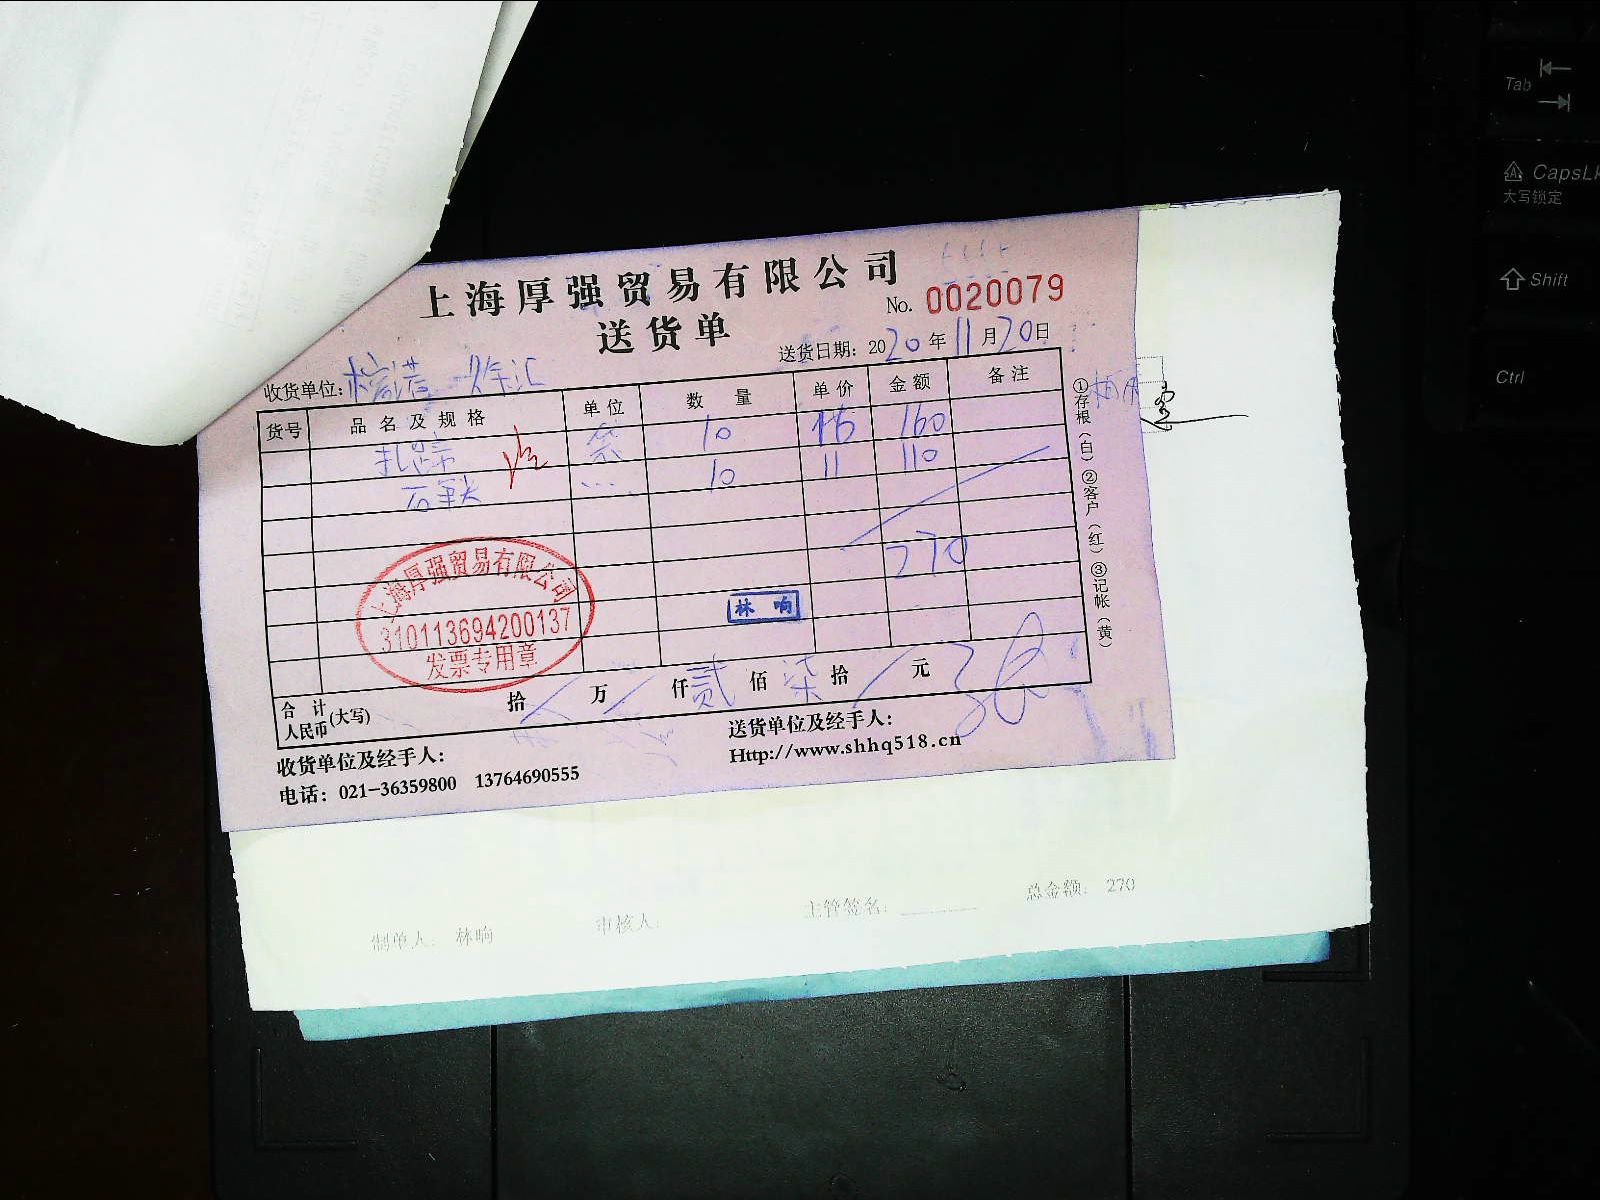 上海厚强贸易有限公司
送货单
No. 0020079
送货日期: 2020年11月20日
收货单位: 徐汇
货号 品名及规格 单位 数量 单价 金额 备注
袋 10 16 160
10 11 110
270
上海厚强贸易有限公司
310113694200137
发票专用章
林响
合计人民币(大写) 拾 万 仟 贰 佰 柒 拾 元
收货单位及经手人:
送货单位及经手人:
电话: 021-36359800 13764690555
Http://www.shhq518.cn
①存根(白)②客户(红)③记帐(黄)
制单人: 林响 审核人: 主管签名: 总金额: 270
Tab
CapsLk
大写锁定
Shift
Ctrl